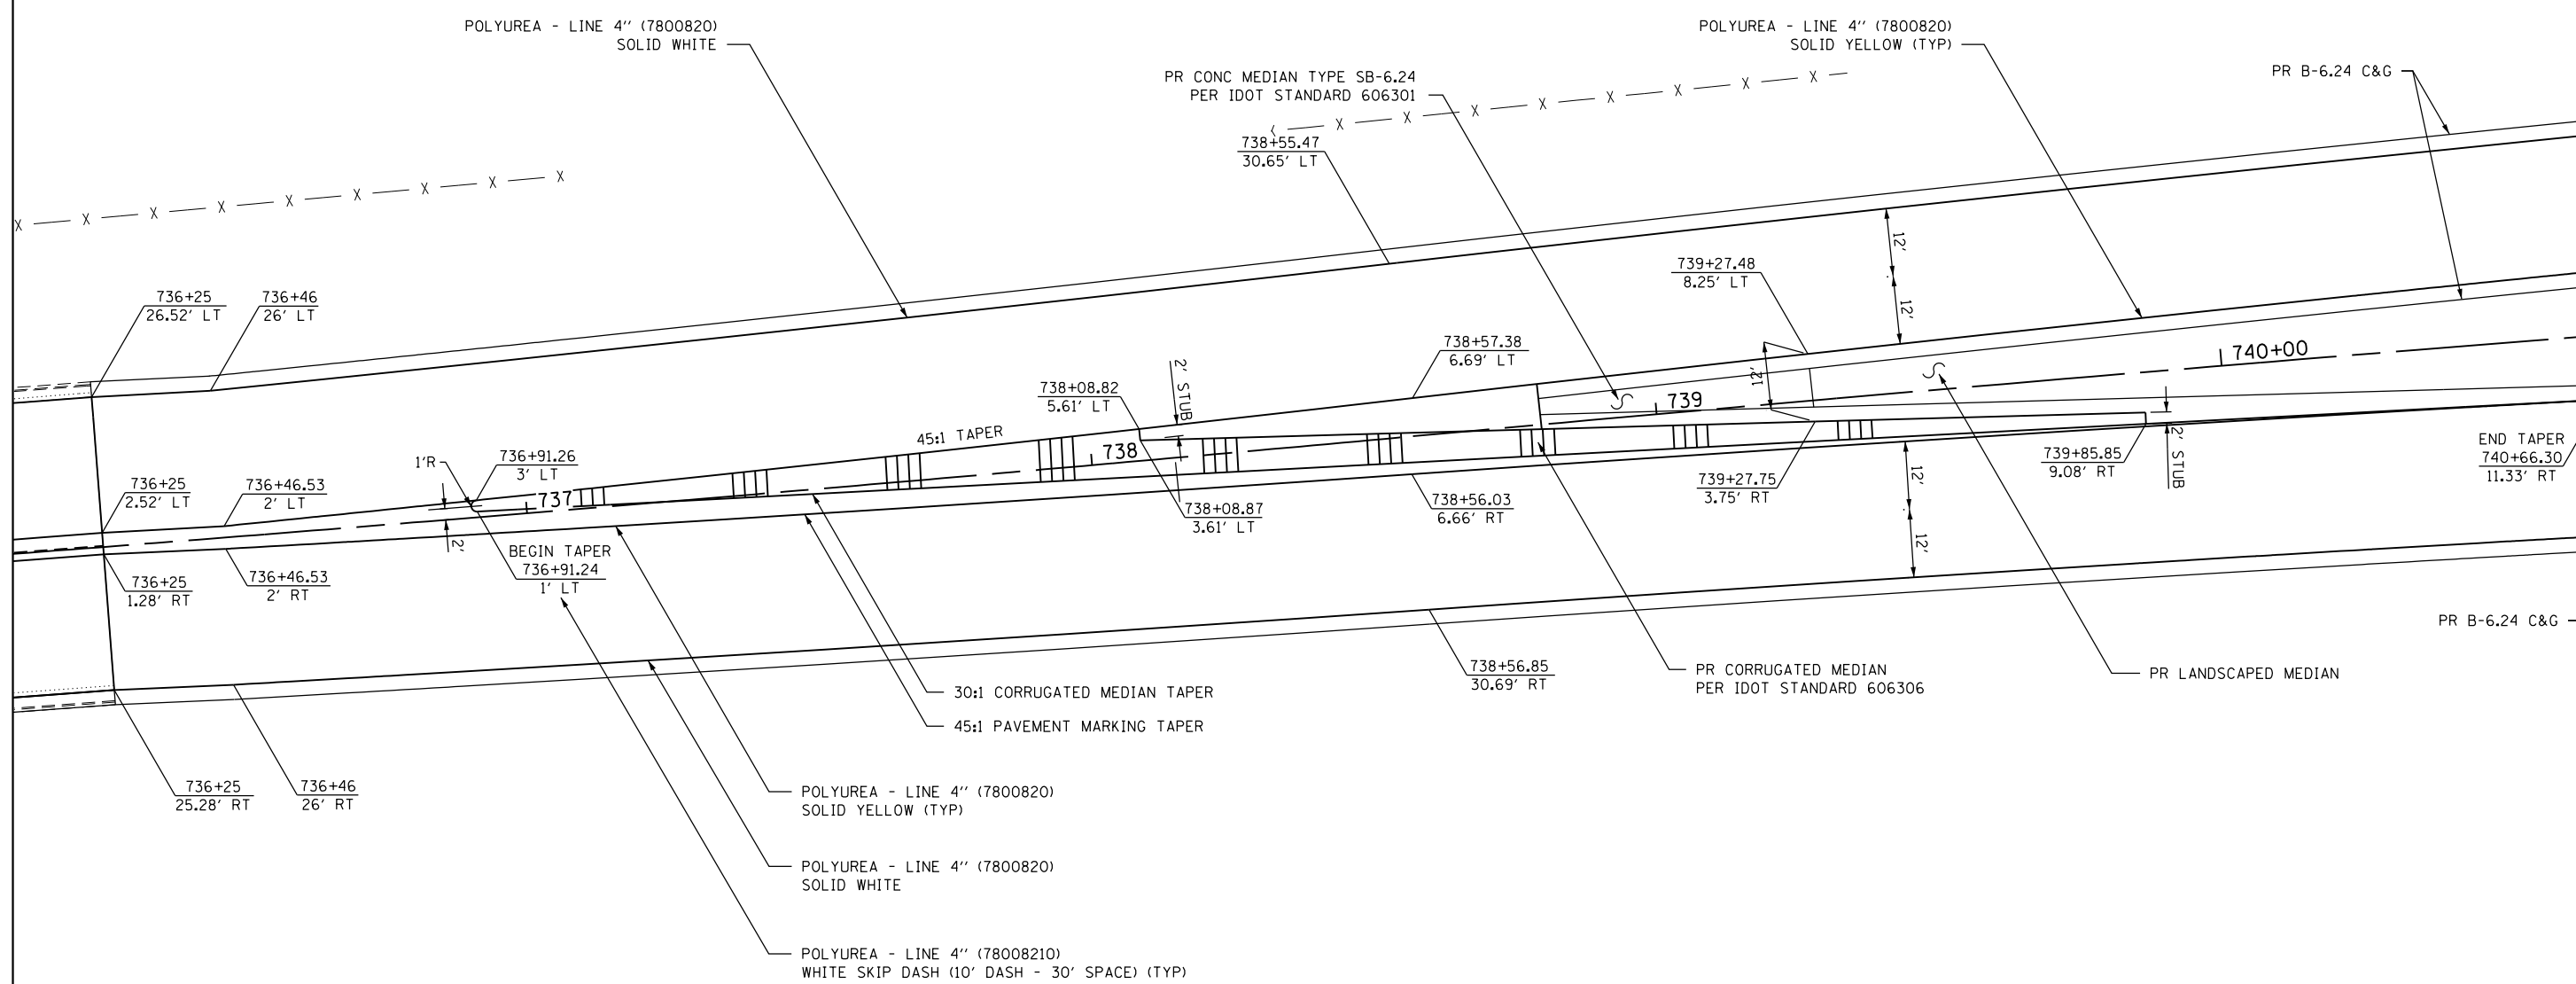 POLYUREA - LINE 4'' (7800820)
SOLID WHITE
POLYUREA - LINE 4'' (7800820)
SOLID YELLOW (TYP)
PR CONC MEDIAN TYPE SB-6.24
PER IDOT STANDARD 606301
PR B-6.24 C&G
738+55.47
30.65' LT
12'
12'
739+27.48
8.25' LT
736+25
26.52' LT
736+46
26' LT
738+57.38
6.69' LT
740+00
738+08.82
5.61' LT
2' STUB
12'
739
45:1 TAPER
738
1'R
736+91.26
3' LT
737
736+25
2.52' LT
736+46.53
2' LT
2'
738+08.87
3.61' LT
738+56.03
6.66' RT
739+27.75
3.75' RT
12'
12'
739+85.85
9.08' RT
2' STUB
END TAPER
740+66.30
11.33' RT
BEGIN TAPER
736+91.24
1' LT
736+25
1.28' RT
736+46.53
2' RT
PR B-6.24 C&G
738+56.85
30.69' RT
PR CORRUGATED MEDIAN
PER IDOT STANDARD 606306
PR LANDSCAPED MEDIAN
30:1 CORRUGATED MEDIAN TAPER
45:1 PAVEMENT MARKING TAPER
736+25
25.28' RT
736+46
26' RT
POLYUREA - LINE 4'' (7800820)
SOLID YELLOW (TYP)
POLYUREA - LINE 4'' (7800820)
SOLID WHITE
POLYUREA - LINE 4'' (78008210)
WHITE SKIP DASH (10' DASH - 30' SPACE) (TYP)